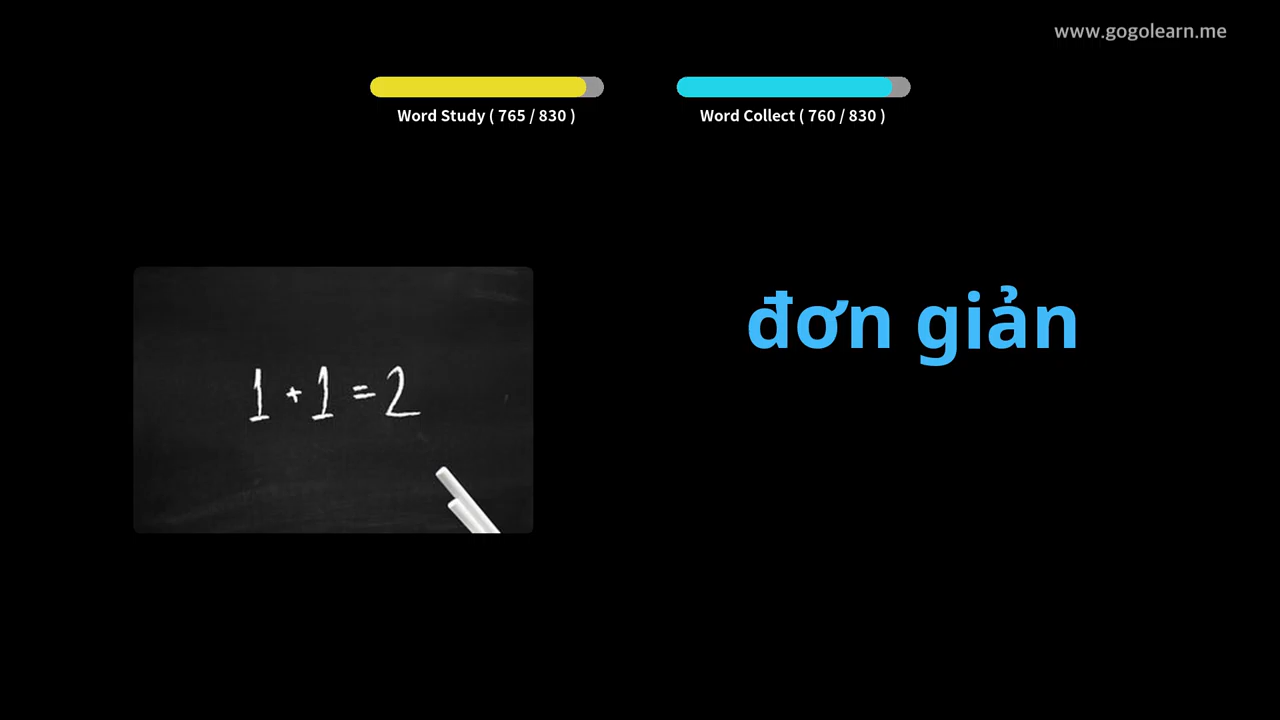 www.gogolearn.me
Word Study ( 765 / 830 )
Word Collect ( 760 / 830 )
đơn giản
1 + 1 = 2